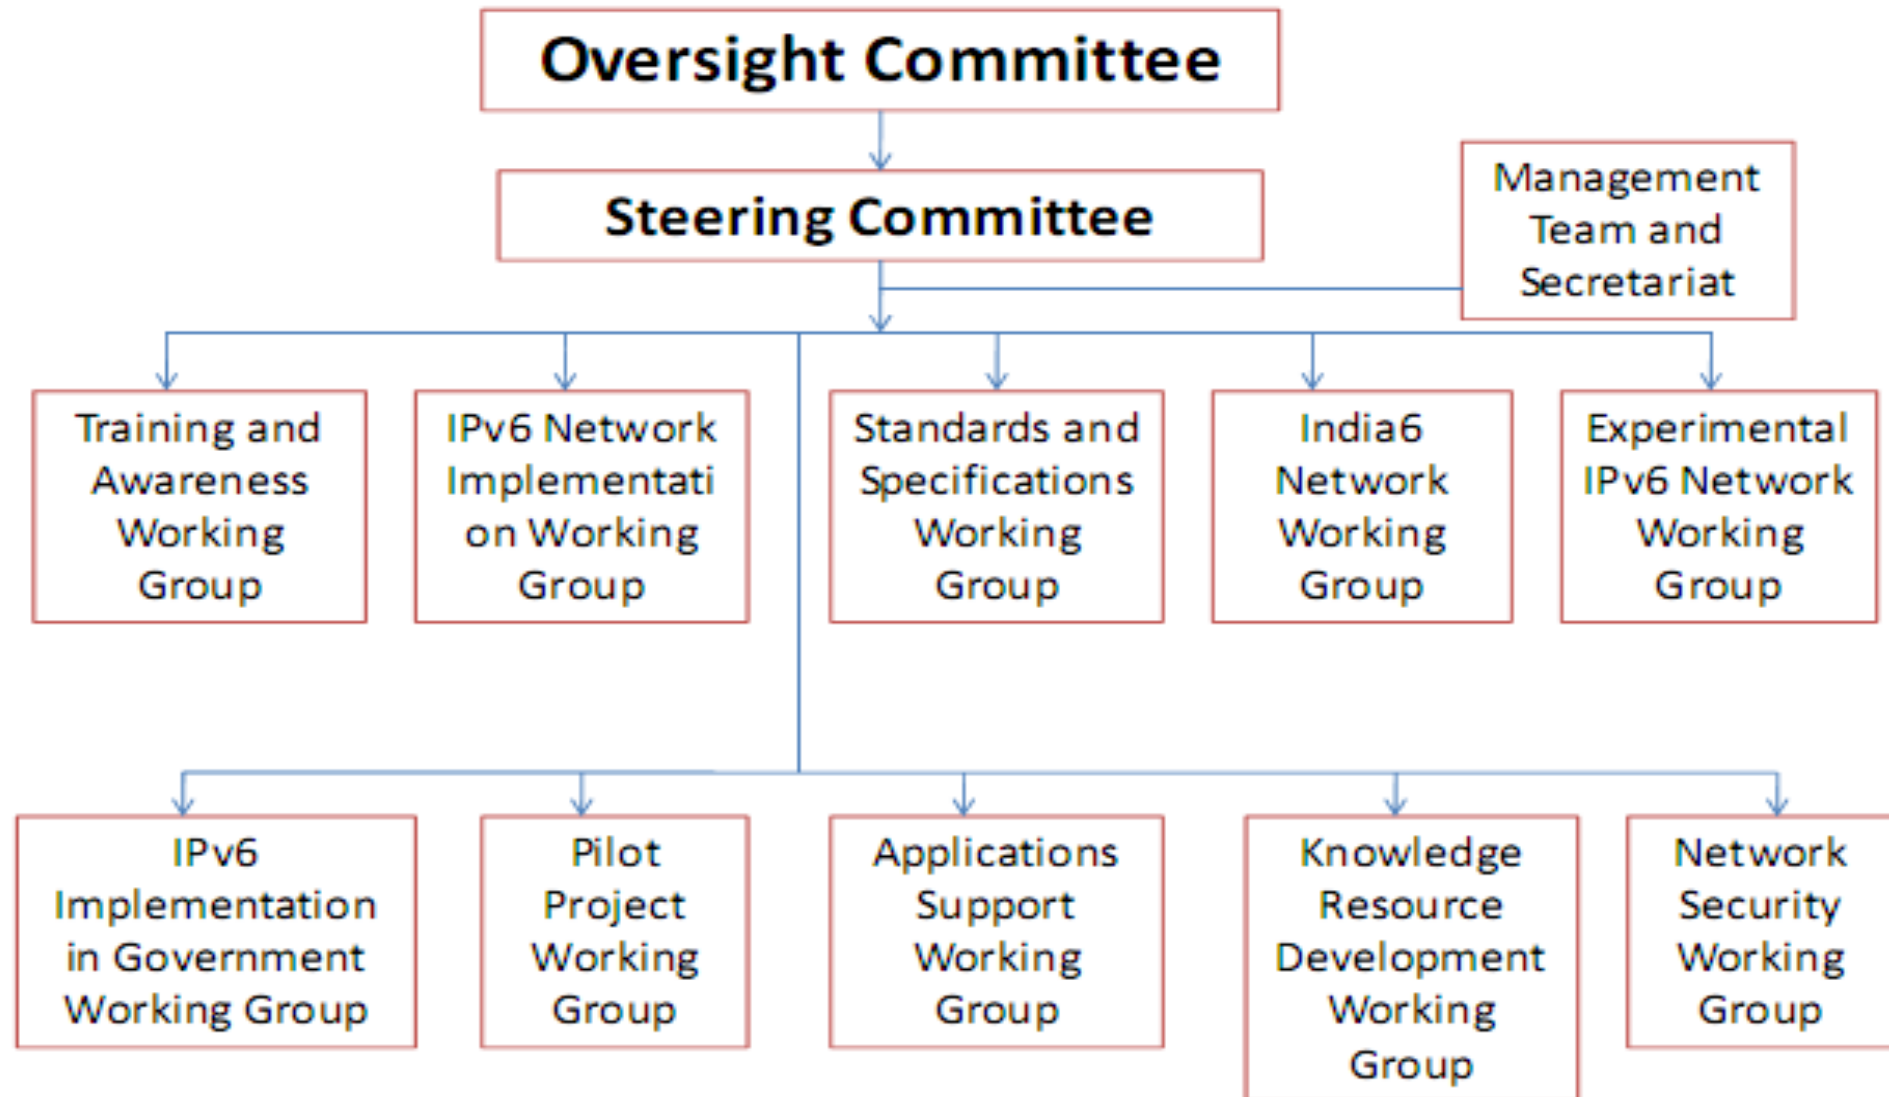 Oversight Committee
Steering Committee
Management
Team and
Secretariat
Training and
Awareness
Working
Group
IPv6 Network
Implementati
on Working
Group
Standards and
Specifications
Working
Group
India6
Network
Working
Group
Experimental
IPv6 Network
Working
Group
IPv6
Implementation
in Government
Working Group
Pilot
Project
Working
Group
Applications
Support
Working
Group
Knowledge
Resource
Development
Working
Group
Network
Security
Working
Group